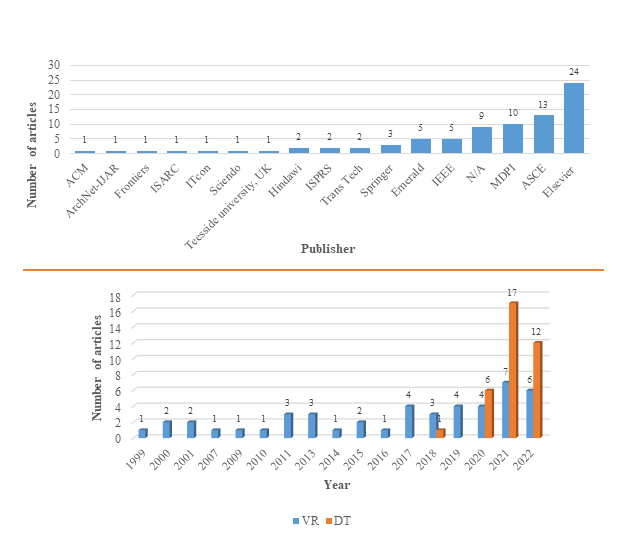 30
25
20
15
10
5
0
Number of articles
1 1 1 1 1 1 1 2 2 2 3 5 5 9 10 13 24
ACM
ArchNet-IJAR
Frontiers
ISARC
ITcon
Sciendo
Teesside university, UK
Hindawi
ISPRS
Trans Tech
Springer
Emerald
IEEE
N/A
MDPI
ASCE
Elsevier
Publisher
18
16
14
12
10
8
6
4
2
0
Number of articles
1 2 2 1 1 1 3 3 1 2 1 4 3 1 4 4 6 7 17 6 12
1999
2000
2001
2007
2009
2010
2011
2013
2014
2015
2016
2017
2018
2019
2020
2021
2022
Year
VR DT